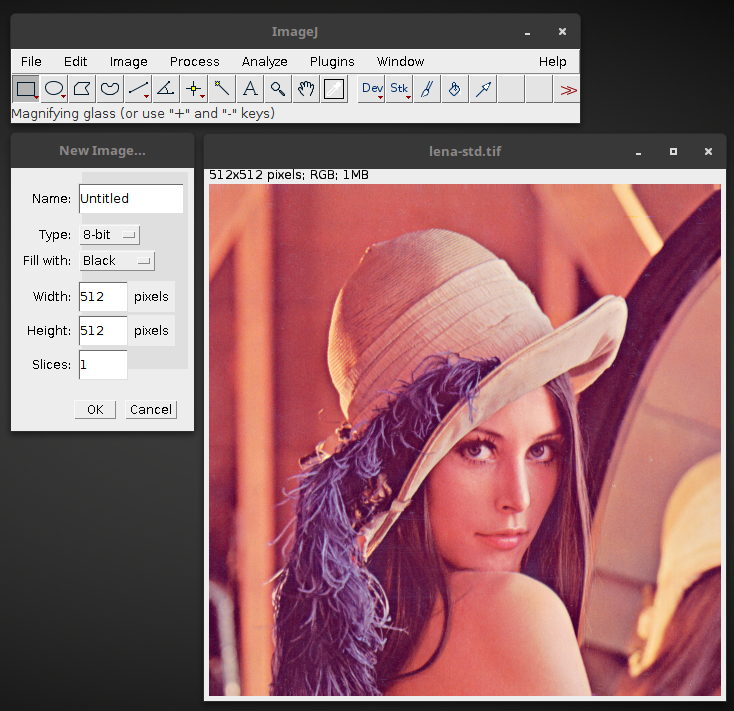 ImageJ
File Edit Image Process Analyze Plugins Window Help
A Dev Stk ≫
Magnifying glass (or use "+" and "-" keys)
New Image...
Name: Untitled
Type: 8-bit
Fill with: Black
Width: 512 pixels
Height: 512 pixels
Slices: 1
OK Cancel
lena-std.tif
512x512 pixels; RGB; 1MB